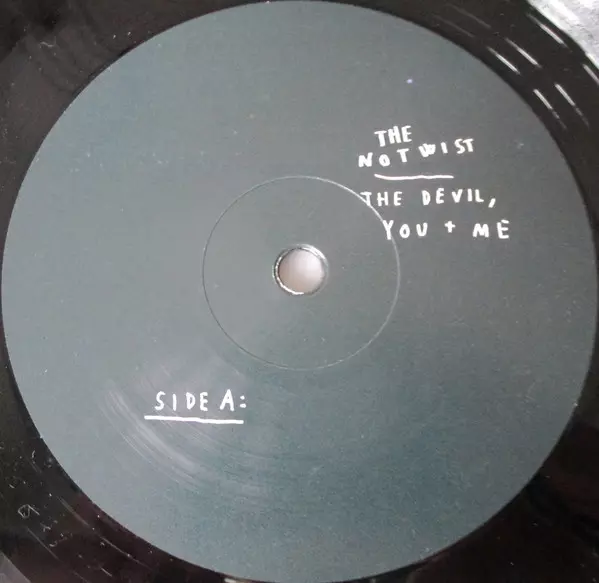 THE
NOTWIST
THE DEVIL,
YOU + ME
SIDE A: